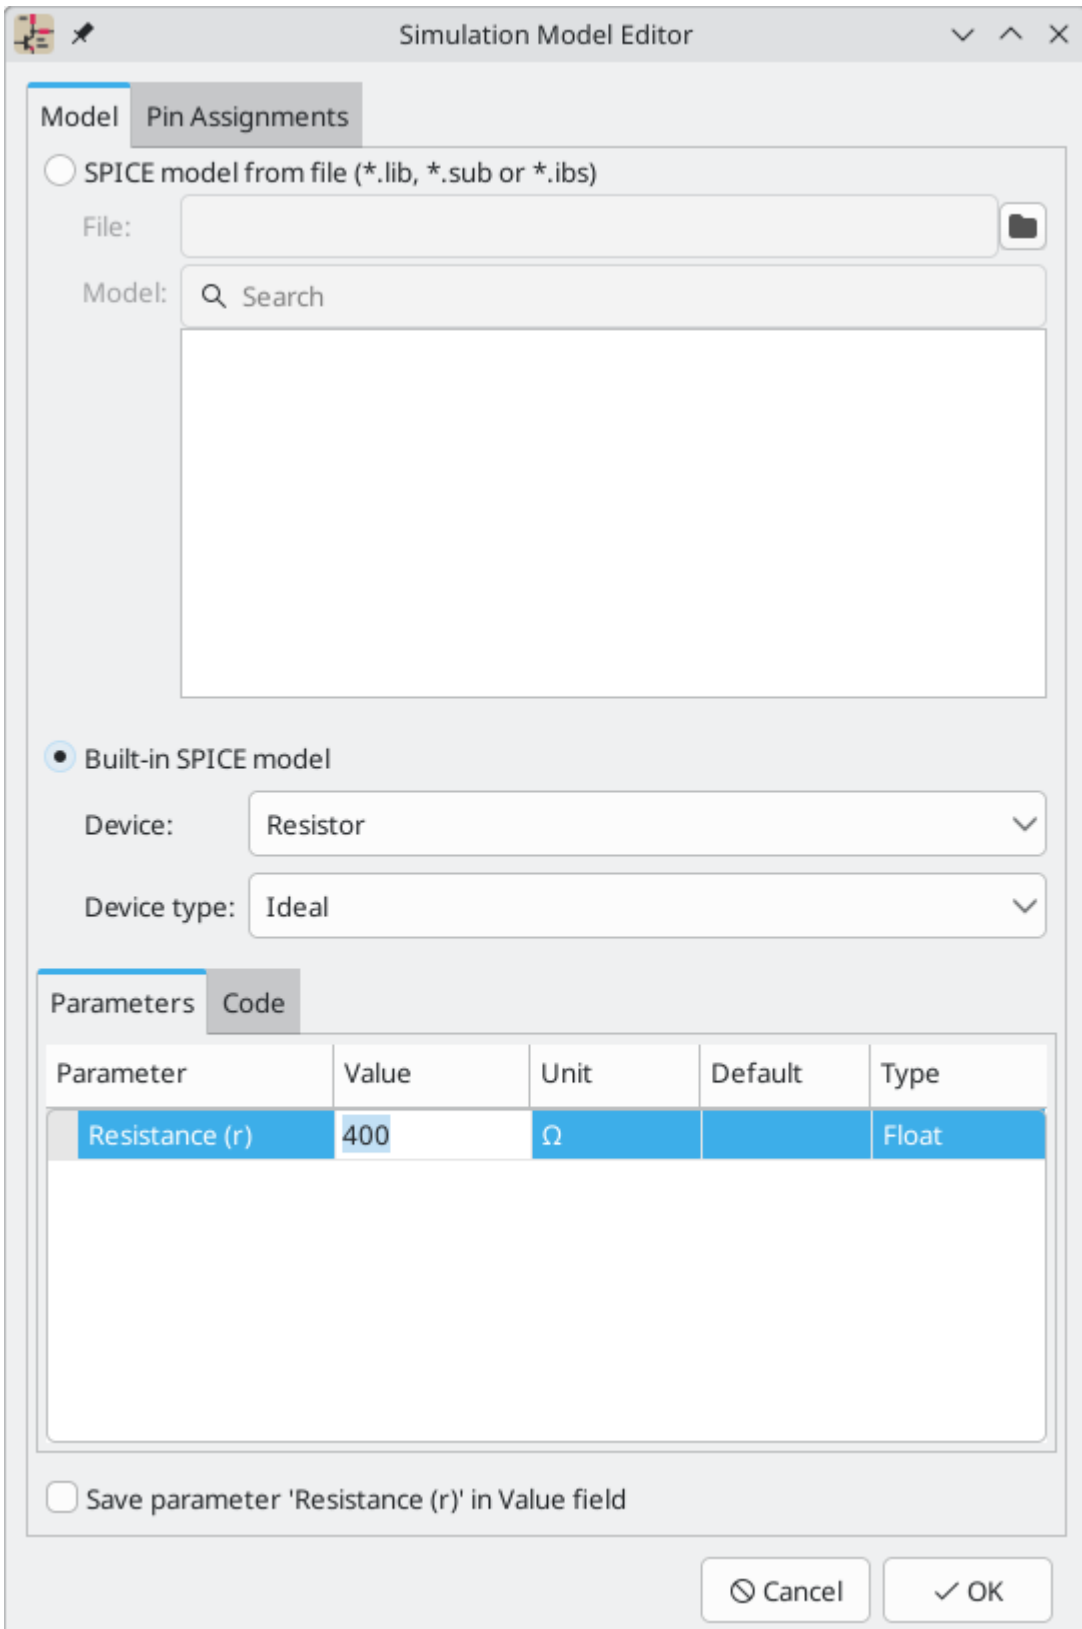 Simulation Model Editor
Model Pin Assignments
SPICE model from file (*.lib, *.sub or *.ibs)
File:
Model: Search
Built-in SPICE model
Device: Resistor
Device type: Ideal
Parameters Code
Parameter Value Unit Default Type
Resistance (r) 400 Ω Float
Save parameter 'Resistance (r)' in Value field
Cancel OK